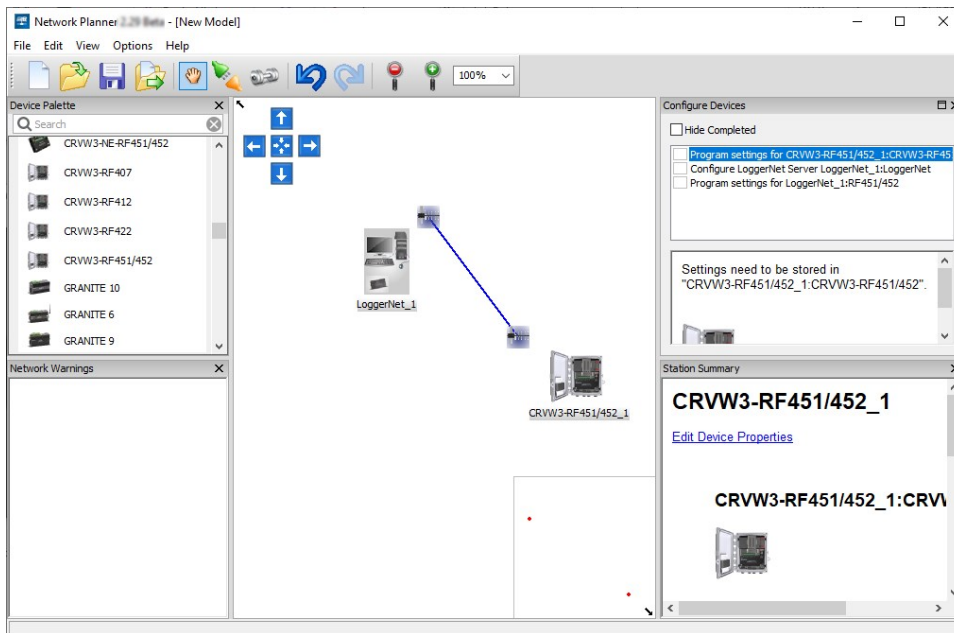 Network Planner 2.29 Beta - [New Model]
File Edit View Options Help
100%
Device Palette
Search
CRVW3-NE-RF451/452
CRVW3-RF407
CRVW3-RF412
CRVW3-RF422
CRVW3-RF451/452
GRANITE 10
GRANITE 6
GRANITE 9
Network Warnings
LoggerNet_1
CRVW3-RF451/452_1
Configure Devices
Hide Completed
Program settings for CRVW3-RF451/452_1:CRVW3-RF45
Configure LoggerNet Server LoggerNet_1:LoggerNet
Program settings for LoggerNet_1:RF451/452
Settings need to be stored in
"CRVW3-RF451/452_1:CRVW3-RF451/452".
Station Summary
CRVW3-RF451/452_1
Edit Device Properties
CRVW3-RF451/452_1:CRV